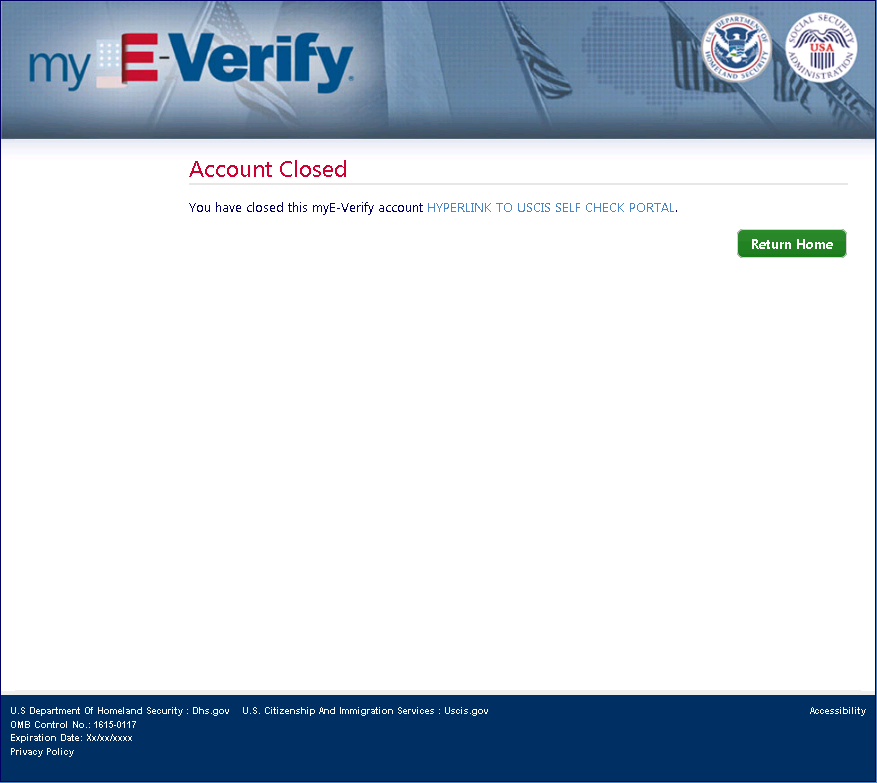 my E-Verify®
U.S. DEPARTMENT OF HOMELAND SECURITY
SOCIAL SECURITY ADMINISTRATION
USA
Account Closed
You have closed this myE-Verify account HYPERLINK TO USCIS SELF CHECK PORTAL.
Return Home
U.S Department Of Homeland Security : Dhs.gov U.S. Citizenship And Immigration Services : Uscis.gov Accessibility
OMB Control No.: 1615-0117
Expiration Date: Xx/xx/xxxx
Privacy Policy